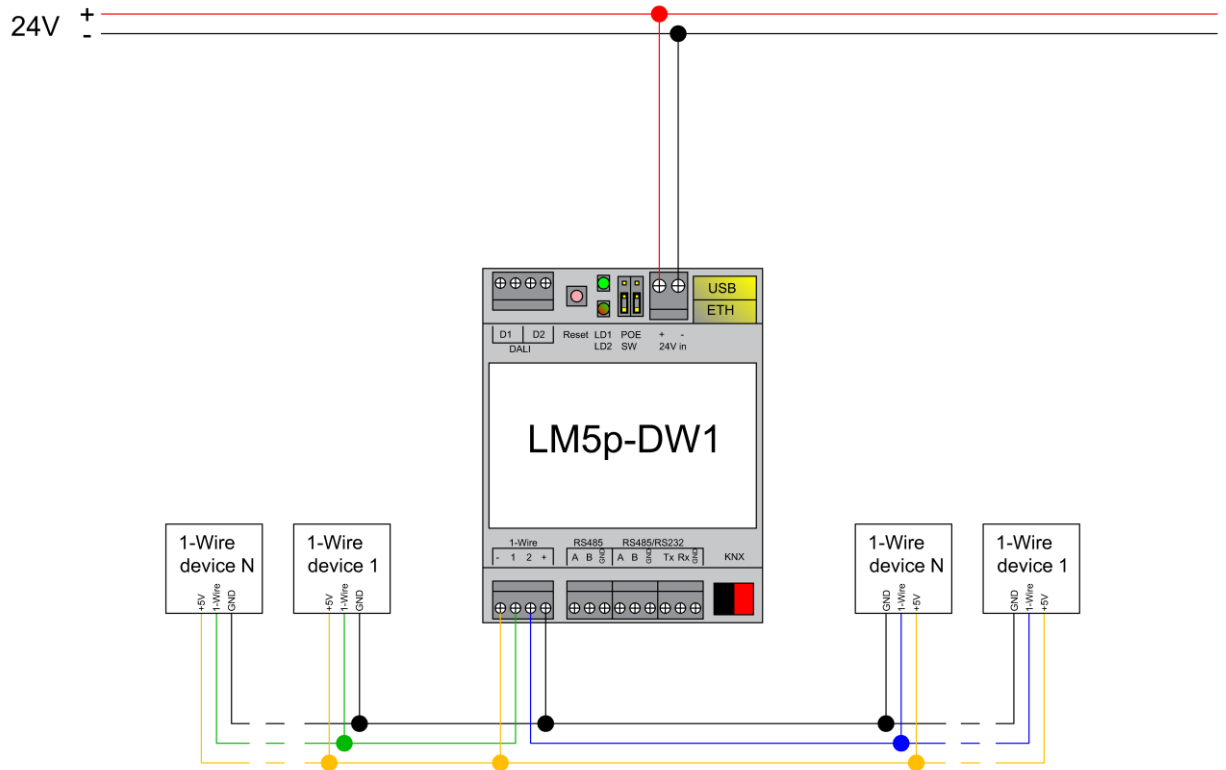 24V +
-
USB
ETH
D1 D2
DALI
Reset LD1 POE + -
LD2 SW 24V in
LM5p-DW1
1-Wire
device N
+5V 1-Wire GND
1-Wire
device 1
+5V 1-Wire GND
1-Wire RS485 RS485/RS232
- 1 2 + A B GND A B GND Tx Rx GND KNX
1-Wire
device N
GND 1-Wire +5V
1-Wire
device 1
GND 1-Wire +5V